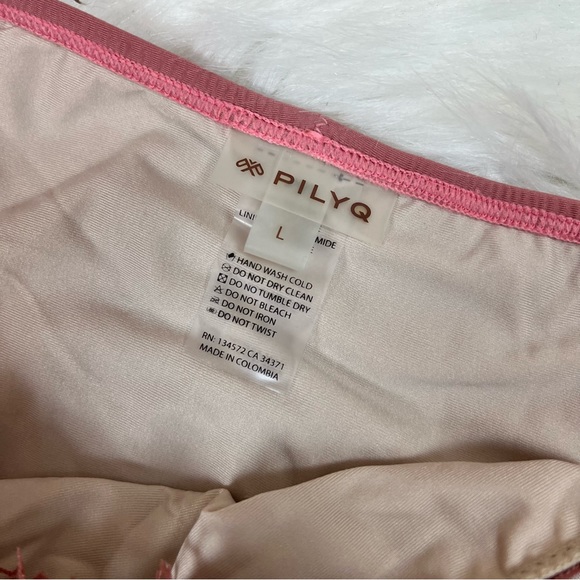 PILYQ
L
HAND WASH COLD
DO NOT DRY CLEAN
DO NO TUMBLE DRY
DO NOT BLEACH
DO NOT IRON
DO NOT TWIST
RN: 134572 CA 34371
MADE IN COLOMBIA